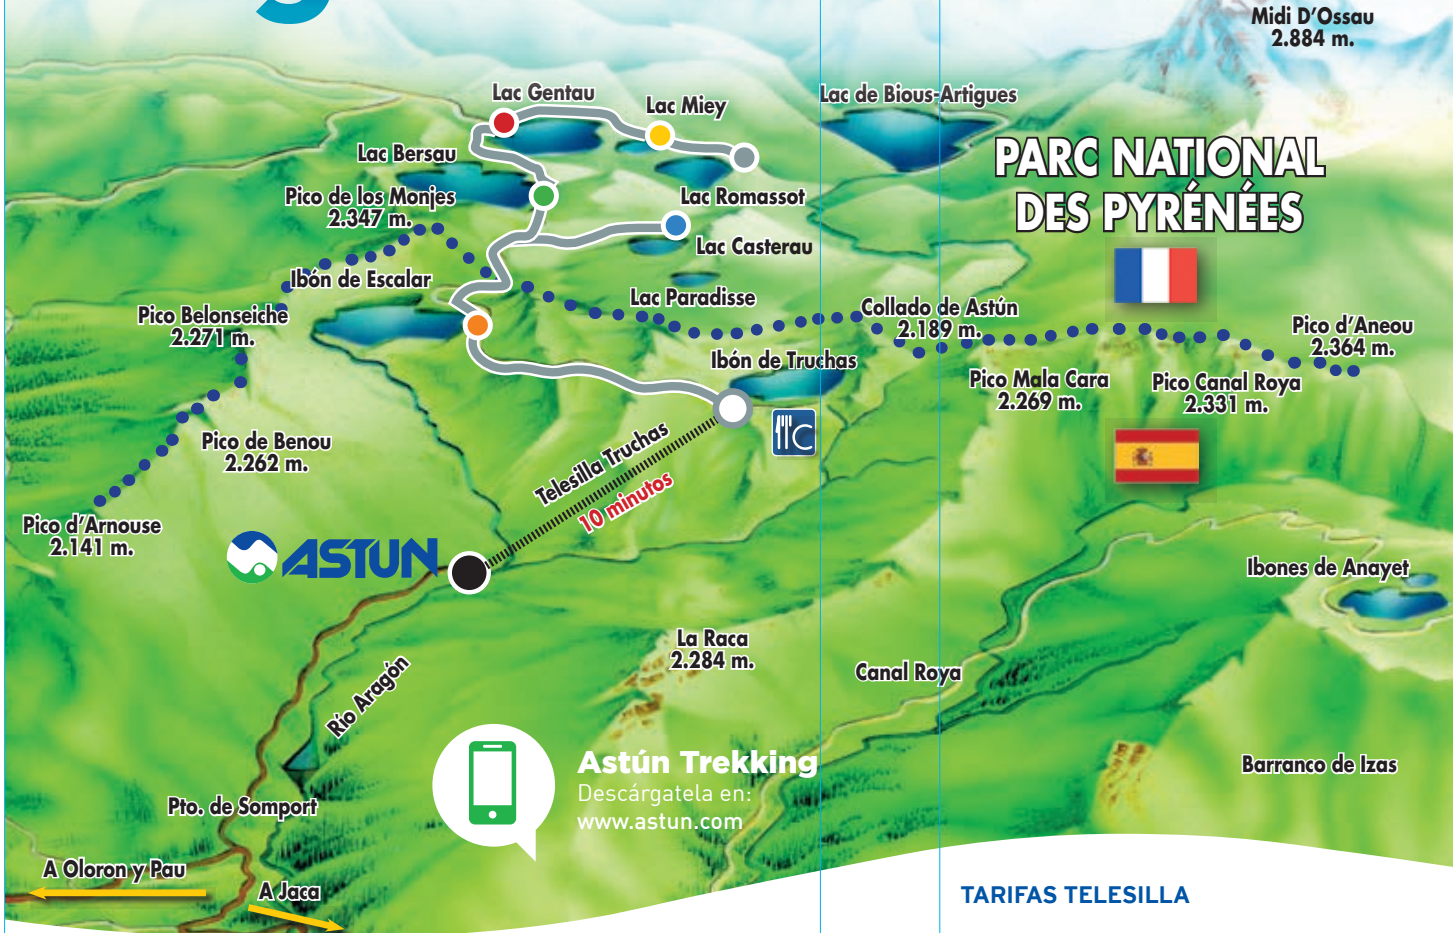 Midi D'Ossau
2.884 m.
Lac Gentau
Lac Miey
Lac de Bious-Artigues
PARC NATIONAL
DES PYRÉNÉES
Lac Bersau
Pico de los Monjes
2.347 m.
Lac Romassot
Lac Casterau
Ibón de Escalar
Lac Paradisse
Collado de Astún
2.189 m.
Pico Belonseiche
2.271 m.
Pico d'Aneou
2.364 m.
Ibón de Truchas
Pico Mala Cara
2.269 m.
Pico Canal Roya
2.331 m.
Pico de Benou
2.262 m.
Telesilla Truchas
10 minutos
C
Pico d'Arnouse
2.141 m.
ASTUN
Ibones de Anayet
La Raca
2.284 m.
Canal Roya
Río Aragón
Astún Trekking
Descárgatela en:
www.astun.com
Barranco de Izas
Pto. de Somport
A Oloron y Pau
A Jaca
TARIFAS TELESILLA